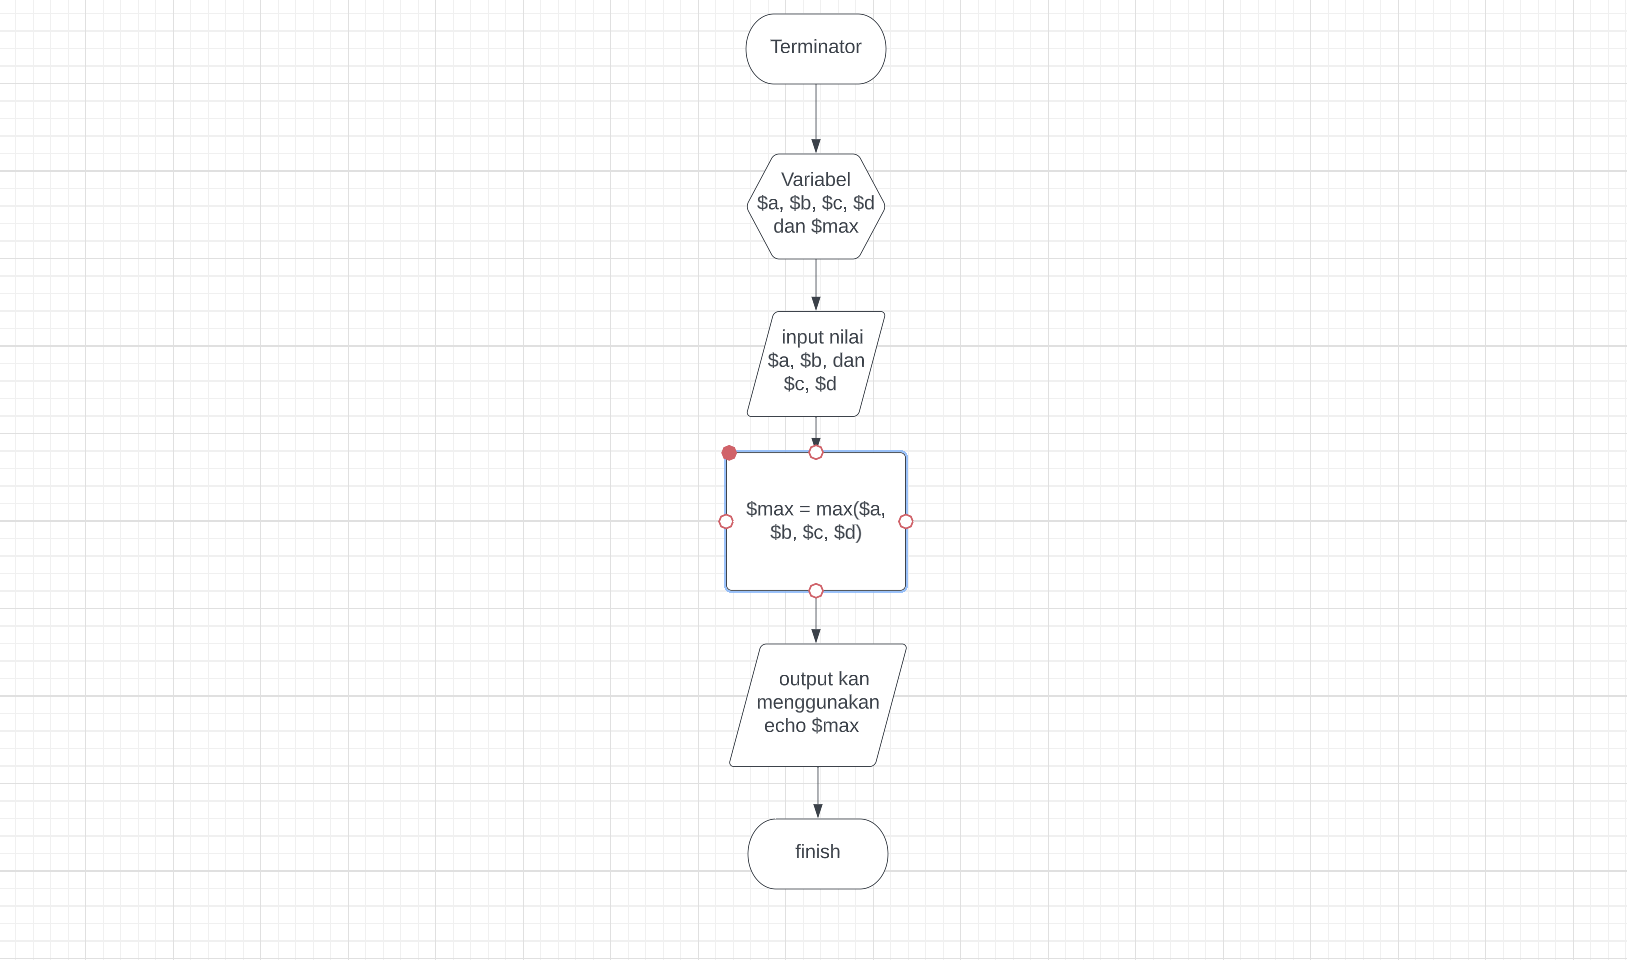 Terminator
Variabel
$a, $b, $c, $d
dan $max
input nilai
$a, $b, dan
$c, $d
$max = max($a,
$b, $c, $d)
output kan
menggunakan
echo $max
finish